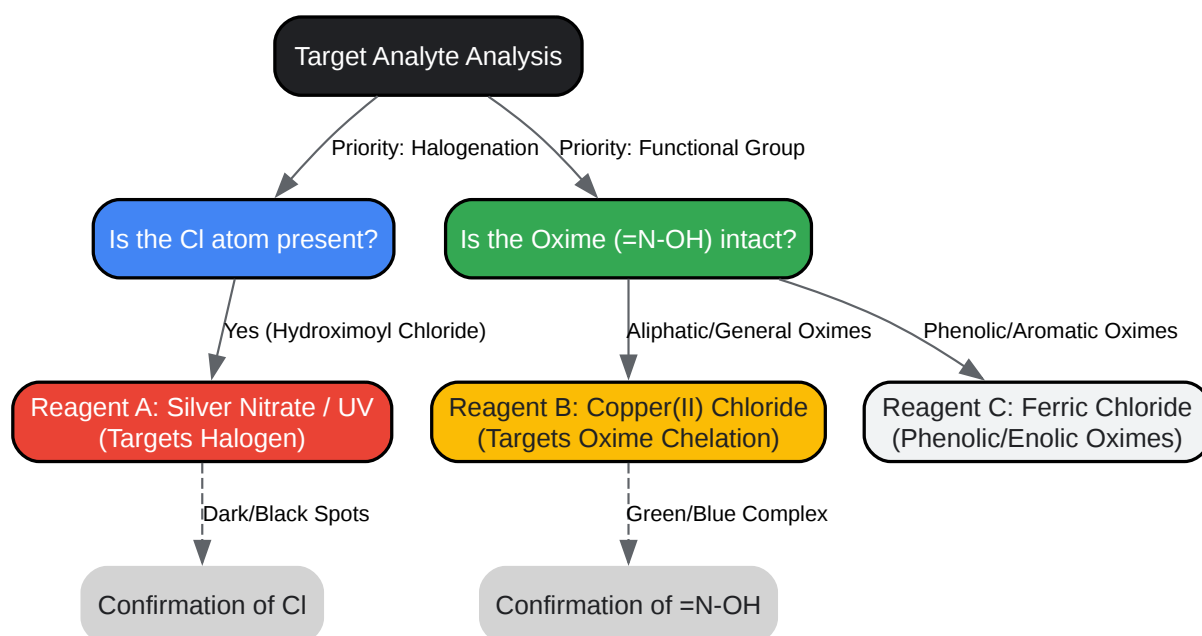 Target Analyte Analysis
Priority: Halogenation
Priority: Functional Group
Is the Cl atom present?
Is the Oxime (=N-OH) intact?
Yes (Hydroximoyl Chloride)
Aliphatic/General Oximes
Phenolic/Aromatic Oximes
Reagent A: Silver Nitrate / UV
(Targets Halogen)
Reagent B: Copper(II) Chloride
(Targets Oxime Chelation)
Reagent C: Ferric Chloride
(Phenolic/Enolic Oximes)
Dark/Black Spots
Green/Blue Complex
Confirmation of Cl
Confirmation of =N-OH